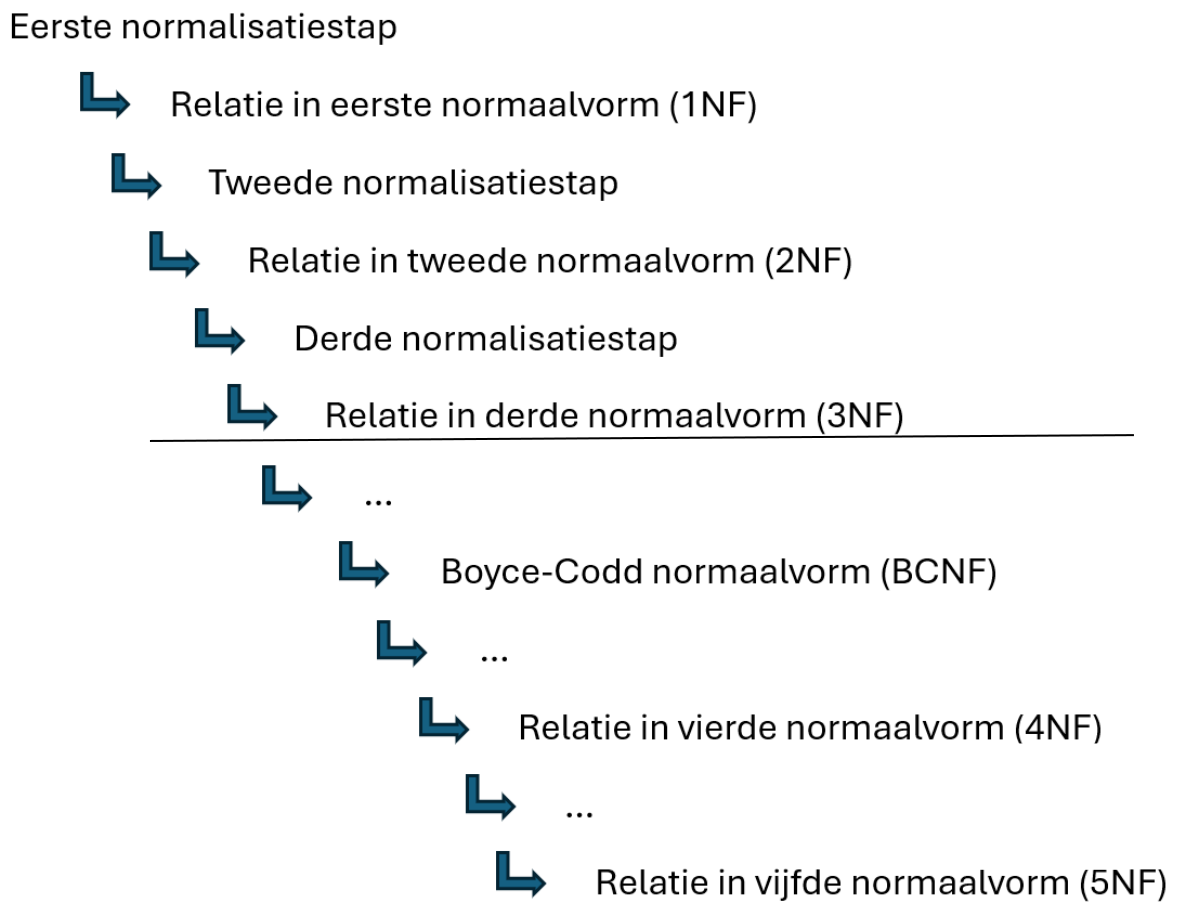 Eerste normalisatiestap
Relatie in eerste normaalvorm (1NF)
Tweede normalisatiestap
Relatie in tweede normaalvorm (2NF)
Derde normalisatiestap
Relatie in derde normaalvorm (3NF)
...
Boyce-Codd normaalvorm (BCNF)
...
Relatie in vierde normaalvorm (4NF)
...
Relatie in vijfde normaalvorm (5NF)